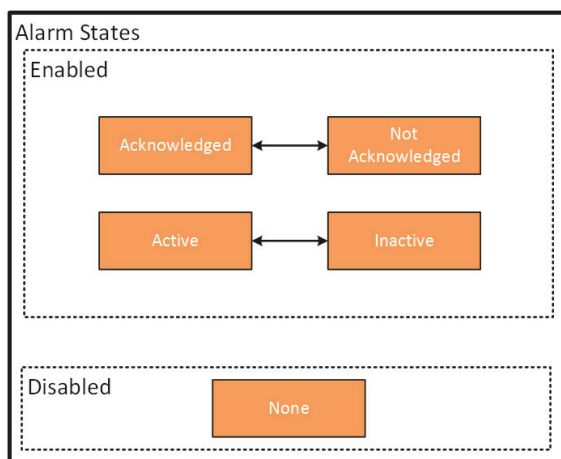 Alarm States
Enabled
Acknowledged
Not
Acknowledged
Active
Inactive
Disabled
None